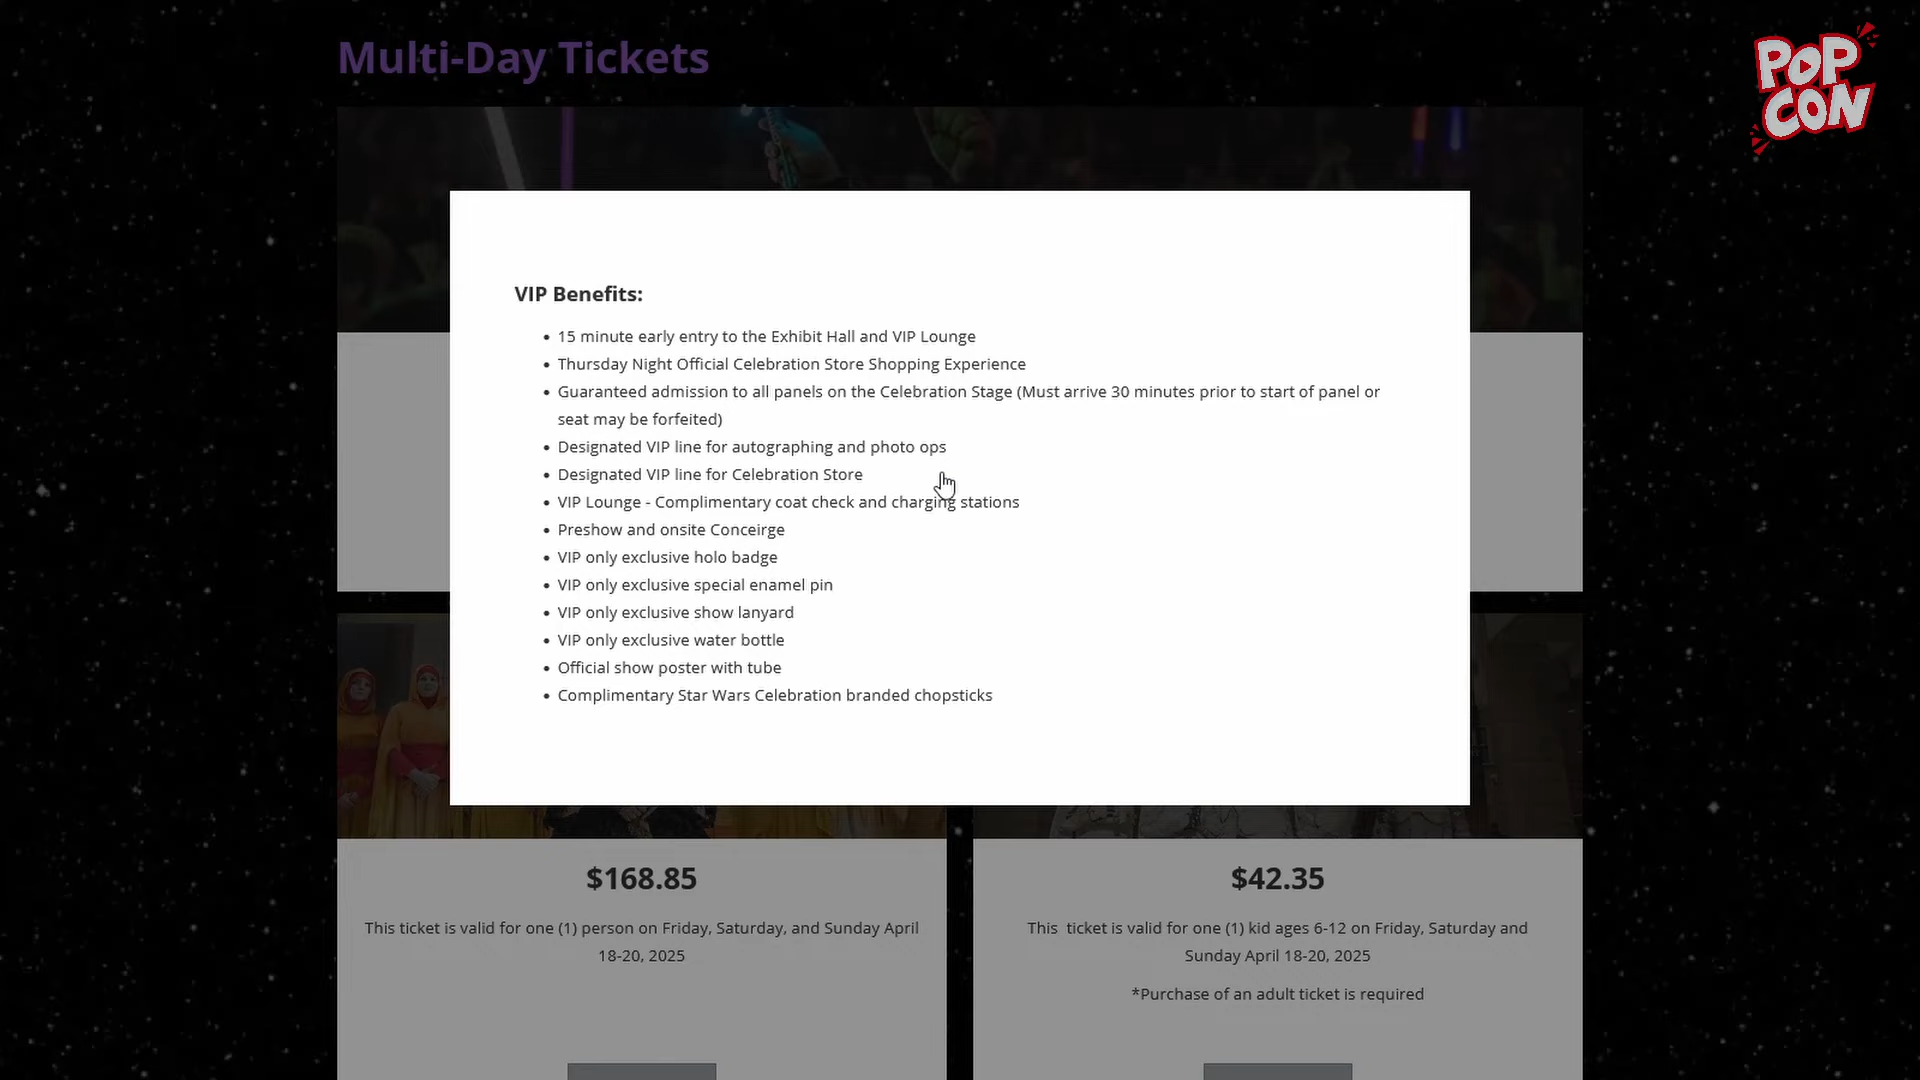 Multi-Day Tickets
POP
CON
VIP Benefits:
15 minute early entry to the Exhibit Hall and VIP Lounge
Thursday Night Official Celebration Store Shopping Experience
Guaranteed admission to all panels on the Celebration Stage (Must arrive 30 minutes prior to start of panel or
seat may be forfeited)
Designated VIP line for autographing and photo ops
Designated VIP line for Celebration Store
VIP Lounge - Complimentary coat check and charging stations
Preshow and onsite Conceirge
VIP only exclusive holo badge
VIP only exclusive special enamel pin
VIP only exclusive show lanyard
VIP only exclusive water bottle
Official show poster with tube
Complimentary Star Wars Celebration branded chopsticks
$168.85
This ticket is valid for one (1) person on Friday, Saturday, and Sunday April
18-20, 2025
$42.35
This ticket is valid for one (1) kid ages 6-12 on Friday, Saturday and
Sunday April 18-20, 2025
*Purchase of an adult ticket is required